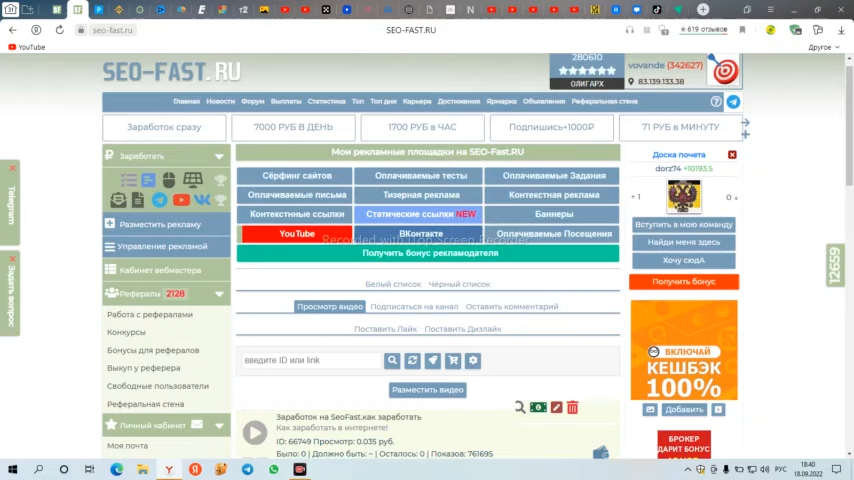 seo-fast.ru
SEO-FAST.RU
★ 619 отзывов
YouTube
Другое
SEO-FAST.RU
280610
ОЛИГАРХ
vovande (342627)
83.139.133.38
Главная Новости Форум Выплаты Статистика Топ Топ дня Карьера Достижения Ярмарка Объявления Реферальная стена
Заработок сразу
7000 РУБ В ДЕНЬ
1700 РУБ в ЧАС
Подпишись+1000Р
71 РУБ в МИНУТУ
Telegram
Задать вопрос
Заработать
Разместить рекламу
Управление рекламой
Кабинет вебмастера
Рефералы 2128
Работа с рефералами
Конкурсы
Бонусы для рефералов
Выкуп у реферера
Свободные пользователи
Реферальная стена
Личный кабинет
Моя почта
Мои рекламные площадки на SEO-Fast.RU
Сёрфинг сайтов
Оплачиваемые тесты
Оплачиваемые Задания
Оплачиваемые письма
Тизерная реклама
Контекстная реклама
Контекстные ссылки
Статические ссылки NEW
Баннеры
YouTube
ВКонтакте
Оплачиваемые Посещения
Recorded with iTop Screen Recorder
Получить бонус рекламодателя
Белый список Чёрный список
Просмотр видео Подписаться на канал Оставить комментарий
Поставить Лайк Поставить Дизлайк
введите ID или link
Разместить видео
Заработок на SeoFast.как заработать
Как заработать в интернете!
ID: 66749 Просмотр: 0.035 руб.
Было: 0 | Должно быть: ~ | Осталось: 0 | Показов: 761695
Доска почета
dorz74 +10193.5
↑ 1
0 ↓
Вступить в мою команду
Найди меня здесь
Хочу сюдА
Получить бонус
ВКЛЮЧАЙ
КЕШБЭК
100%
Добавить
БРОКЕР
ДАРИТ БОНУС
12659
РУС
18:40
18.09.2022